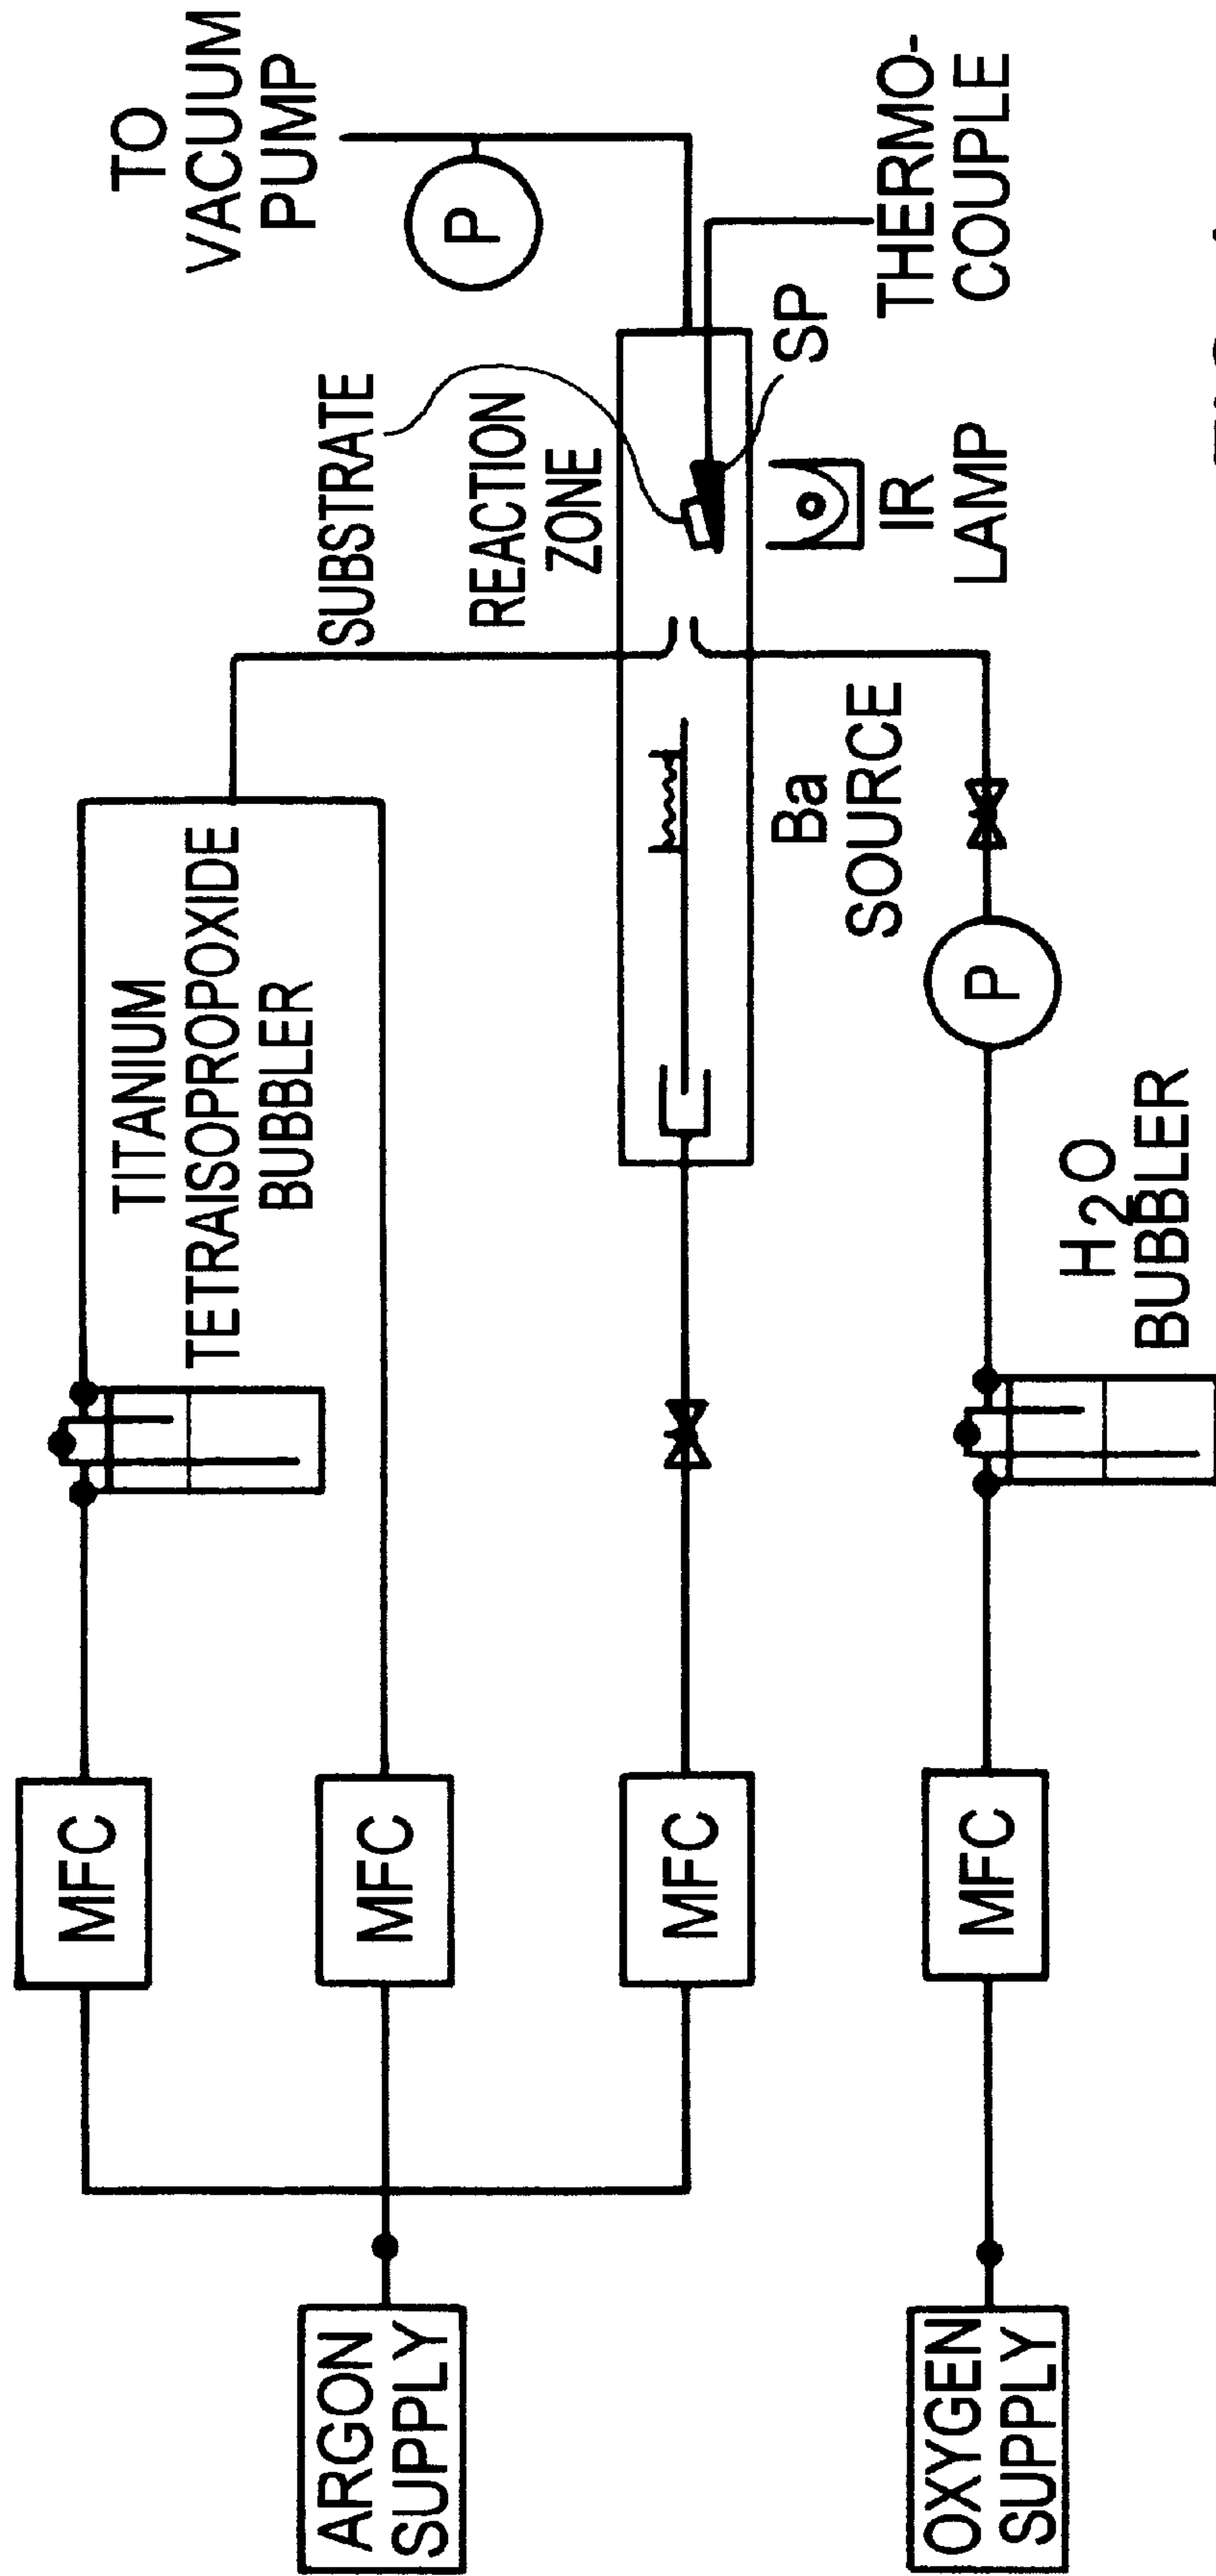 TO
VACUUM
PUMP
P
THERMO-
COUPLE
SUBSTRATE
SP
REACTION
ZONE
IR
LAMP
TITANIUM
TETRAISOPROPOXIDE
BUBBLER
Ba
SOURCE
P
H2O
BUBBLER
MFC
MFC
MFC
MFC
ARGON
SUPPLY
OXYGEN
SUPPLY